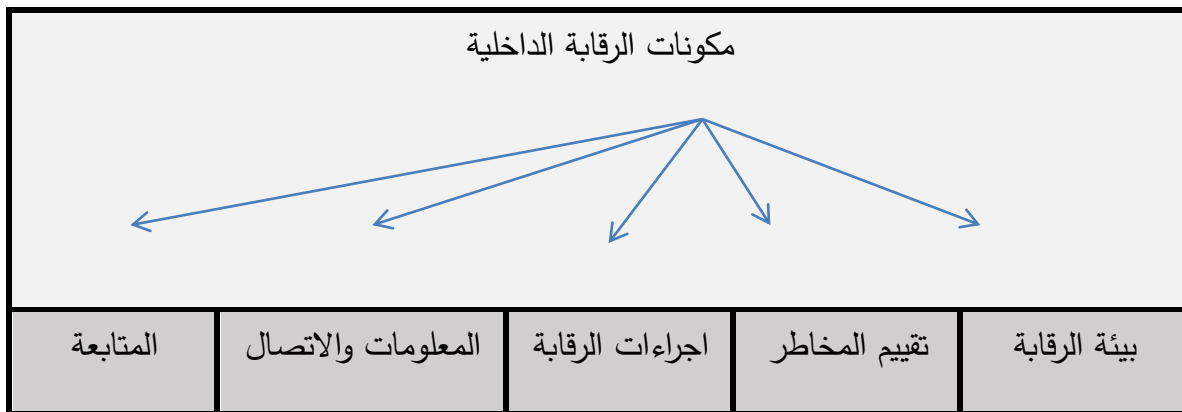 مكونات الرقابة الداخلية
بيئة الرقابة
تقييم المخاطر
اجراءات الرقابة
المعلومات والاتصال
المتابعة